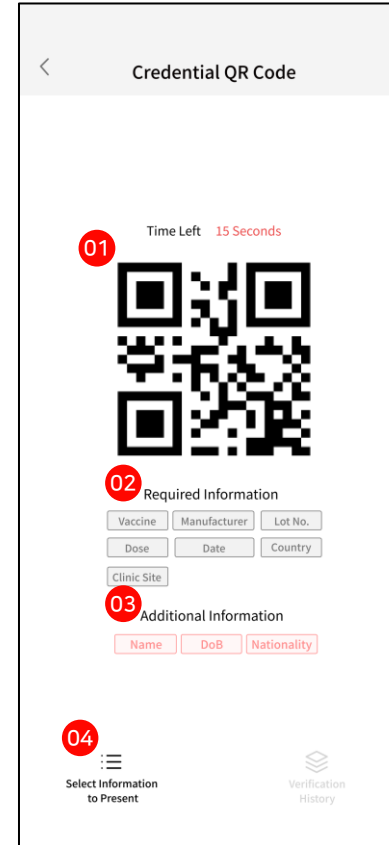 Credential QR Code
Time Left 15 Seconds
01
02
Required Information
Vaccine Manufacturer Lot No.
Dose Date Country
Clinic Site
03
Additional Information
Name DoB Nationality
04
Select Information
to Present
Verification
History